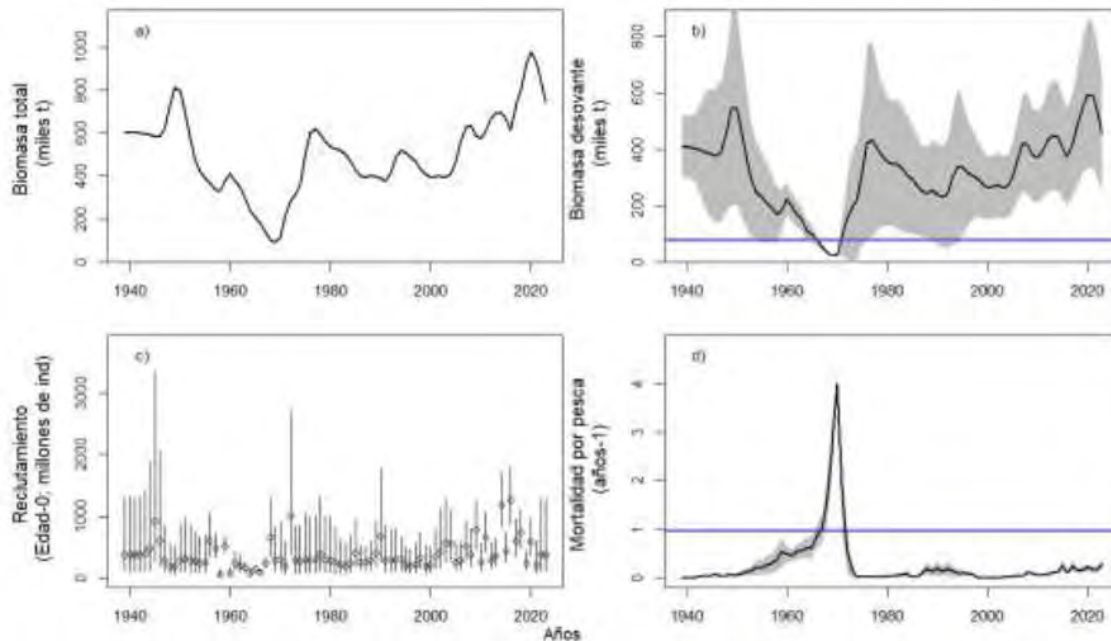 a)
Biomasa total
(miles t)
0 200 400 600 800 1000
1940 1960 1980 2000 2020
b)
Biomasa desovante
(miles t)
0 200 400 600 800
1940 1960 1980 2000 2020
c)
Reclutamiento
(Edad-0; millones de ind)
0 1000 2000 3000
1940 1960 1980 2000 2020
d)
Mortalidad por pesca
(años-1)
0 1 2 3 4
1940 1960 1980 2000 2020
Años